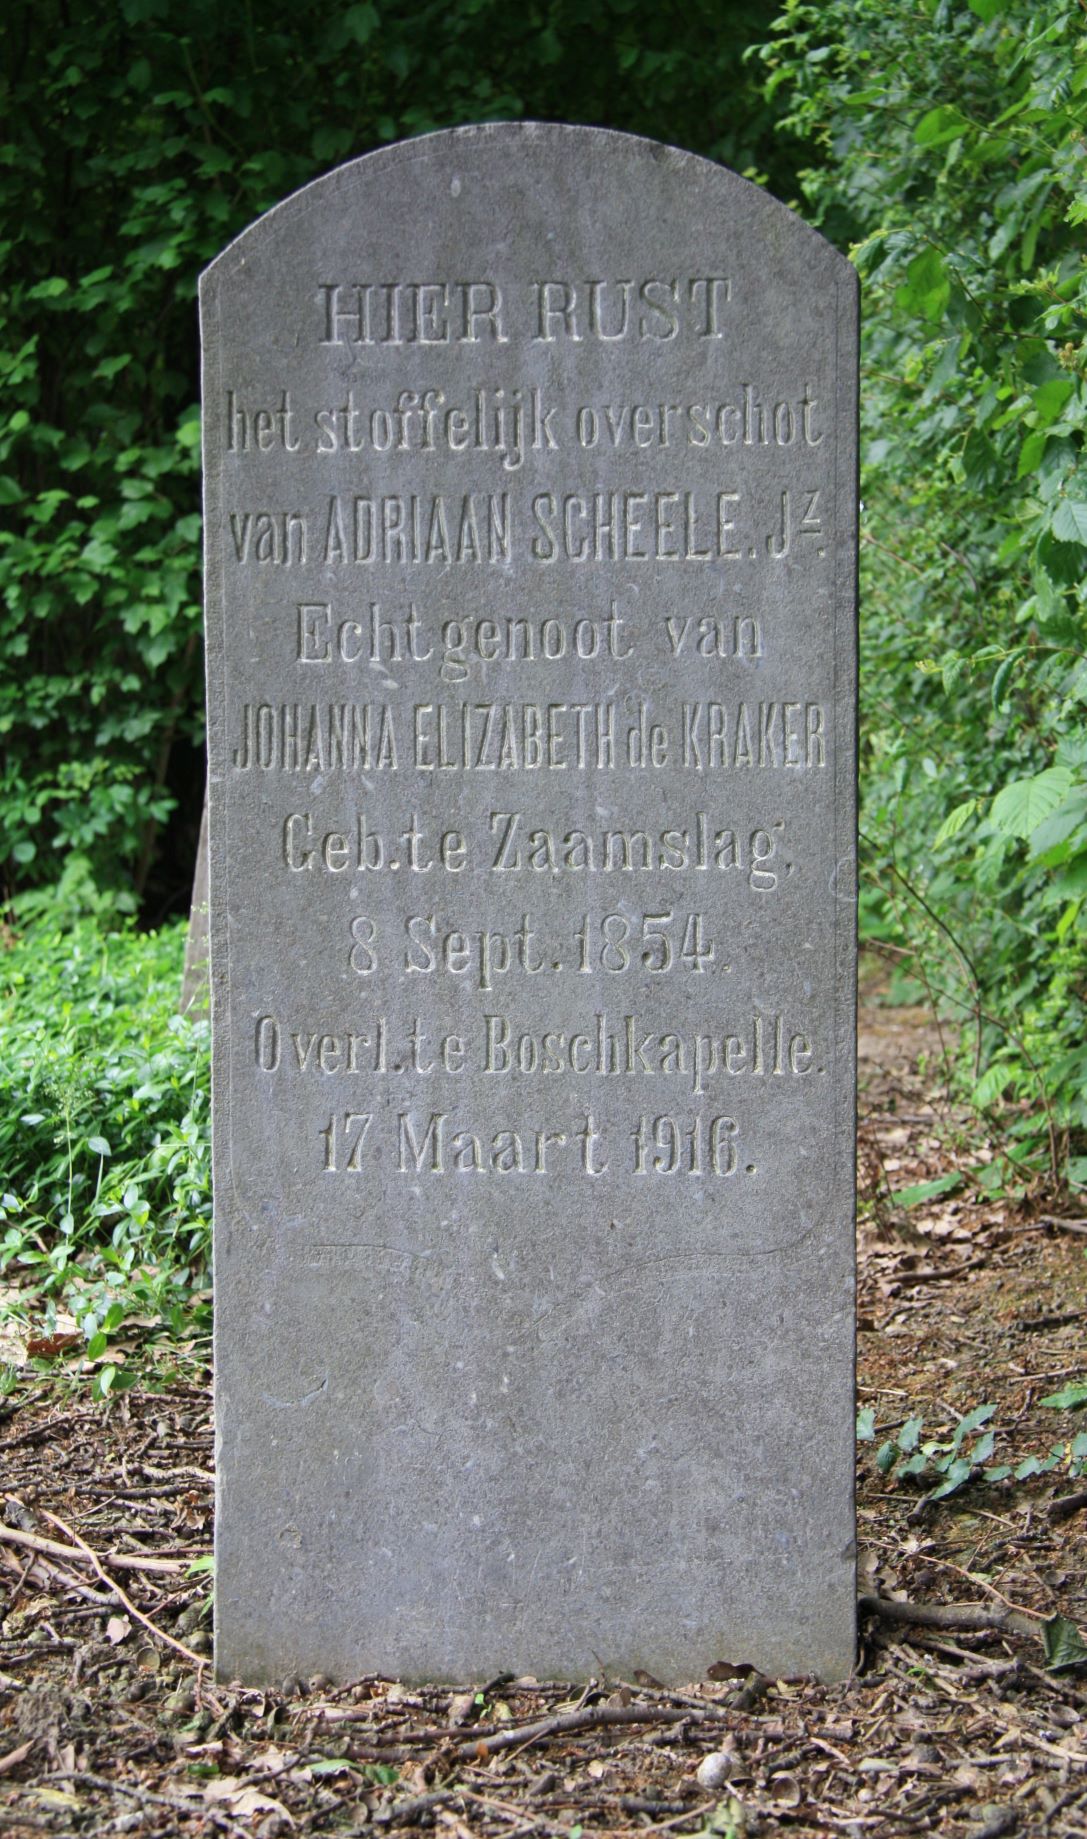 HIER RUST
het stoffelijk overschot
van ADRIAAN SCHEELE. Jz.
Echtgenoot van
JOHANNA ELIZABETH de KRAKER
Geb. te Zaamslag,
8 Sept. 1854.
Overl. te Boschkapelle.
17 Maart 1916.